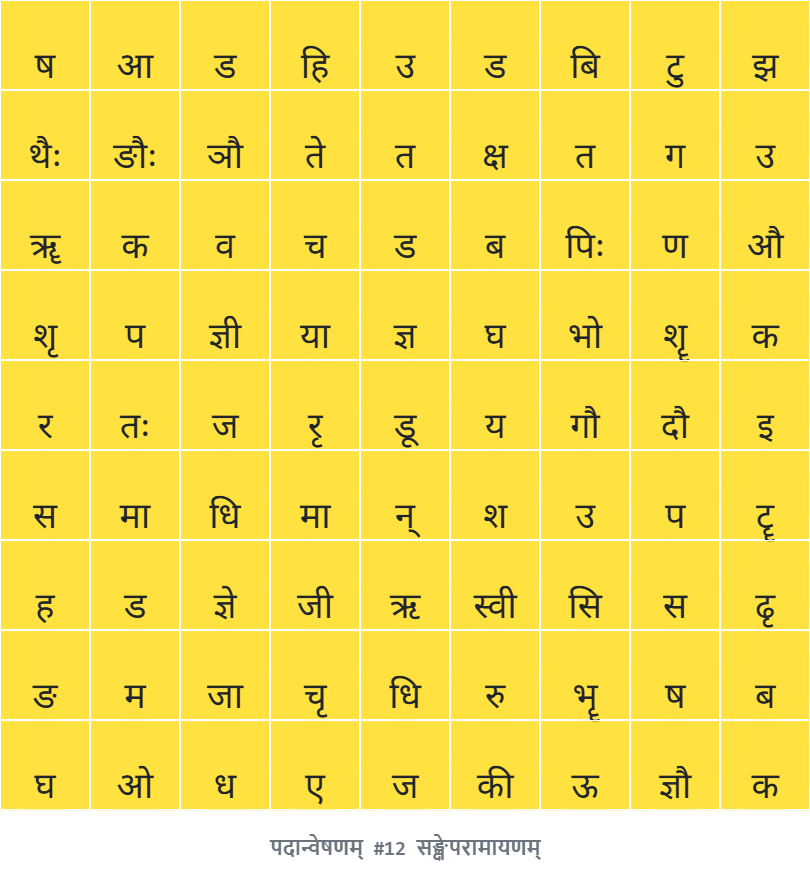 ष आ ड हि उ ड बि टु झ
थैः ङौः ञौ ते त क्ष त ग उ
ॠ क व च ड ब पिः ण औ
शृ प ज्ञी या ज्ञ घ भो शॄ क
र तः ज रृ डू य गौ दौ इ
स मा धि मा न् श उ प टॄ
ह ड ज्ञे जी ऋ स्वी सि स ढृ
ङ म जा चृ धि रु भॄ ष ब
घ ओ ध ए ज की ऊ ज्ञौ क
पदान्वेषणम् #12 सङ्क्षेपरामायणम्